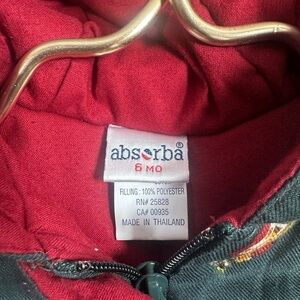 absorba®
6 MO
FILLING: 100% POLYESTER
RN# 25828
CA# 00935
MADE IN THAILAND